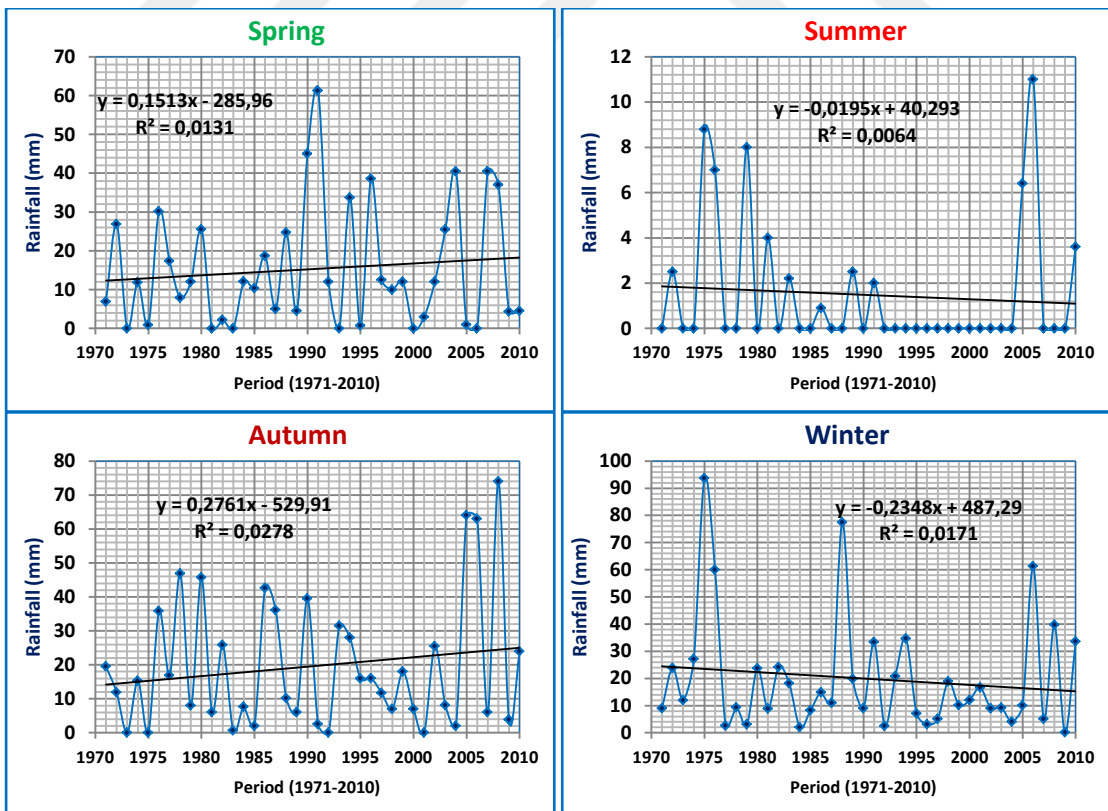 Spring
70
60
50
40
30
20
10
0
Rainfall (mm)
y = 0,1513x - 285,96
R² = 0,0131
1970 1975 1980 1985 1990 1995 2000 2005 2010
Period (1971-2010)
Summer
12
10
8
6
4
2
0
Rainfall (mm)
y = -0,0195x + 40,293
R² = 0,0064
1970 1975 1980 1985 1990 1995 2000 2005 2010
Period (1971-2010)
Autumn
80
70
60
50
40
30
20
10
0
Rainfall (mm)
y = 0,2761x - 529,91
R² = 0,0278
1970 1975 1980 1985 1990 1995 2000 2005 2010
Period (1971-2010)
Winter
100
90
80
70
60
50
40
30
20
10
0
Rainfall (mm)
y = -0,2348x + 487,29
R² = 0,0171
1970 1975 1980 1985 1990 1995 2000 2005 2010
Period (1971-2010)